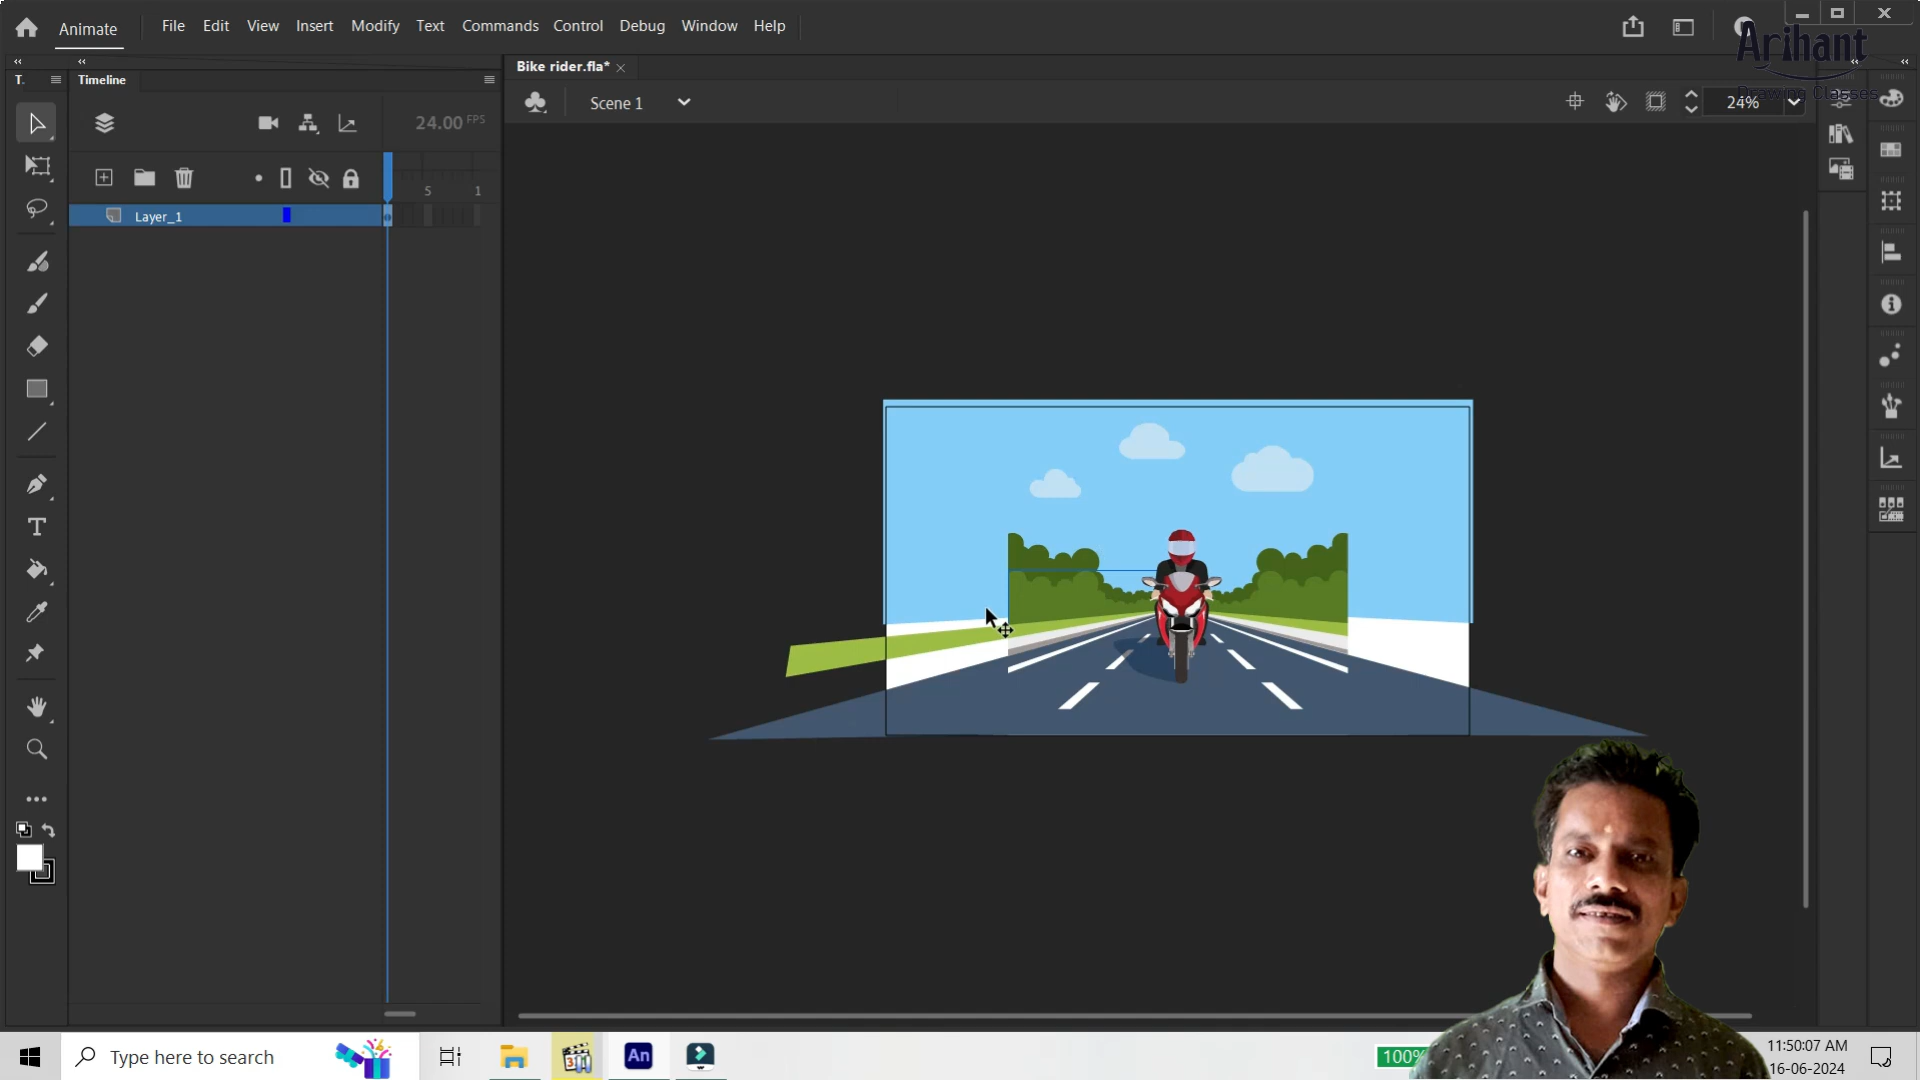 Animate File Edit View Insert Modify Text Commands Control Debug Window Help
Arihant
Drawing Classes
T. Timeline
Bike rider.fla*
Scene 1
24%
24.00 FPS
5 1
Layer_1
Type here to search
An
100%
11:50:07 AM
16-06-2024